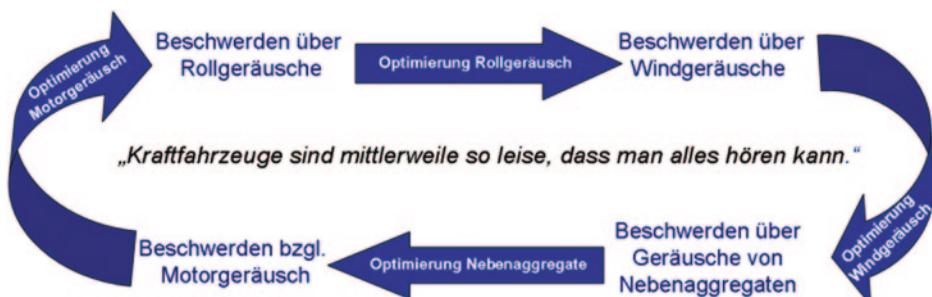 Optimierung
Motorgeräusch
Beschwerden über
Rollgeräusche
Optimierung Rollgeräusch
Beschwerden über
Windgeräusche
„Kraftfahrzeuge sind mittlerweile so leise, dass man alles hören kann.“
Optimierung
Windgeräusch
Beschwerden über
Geräusche von
Nebenaggregaten
Optimierung Nebenaggregate
Beschwerden bzgl.
Motorgeräusch